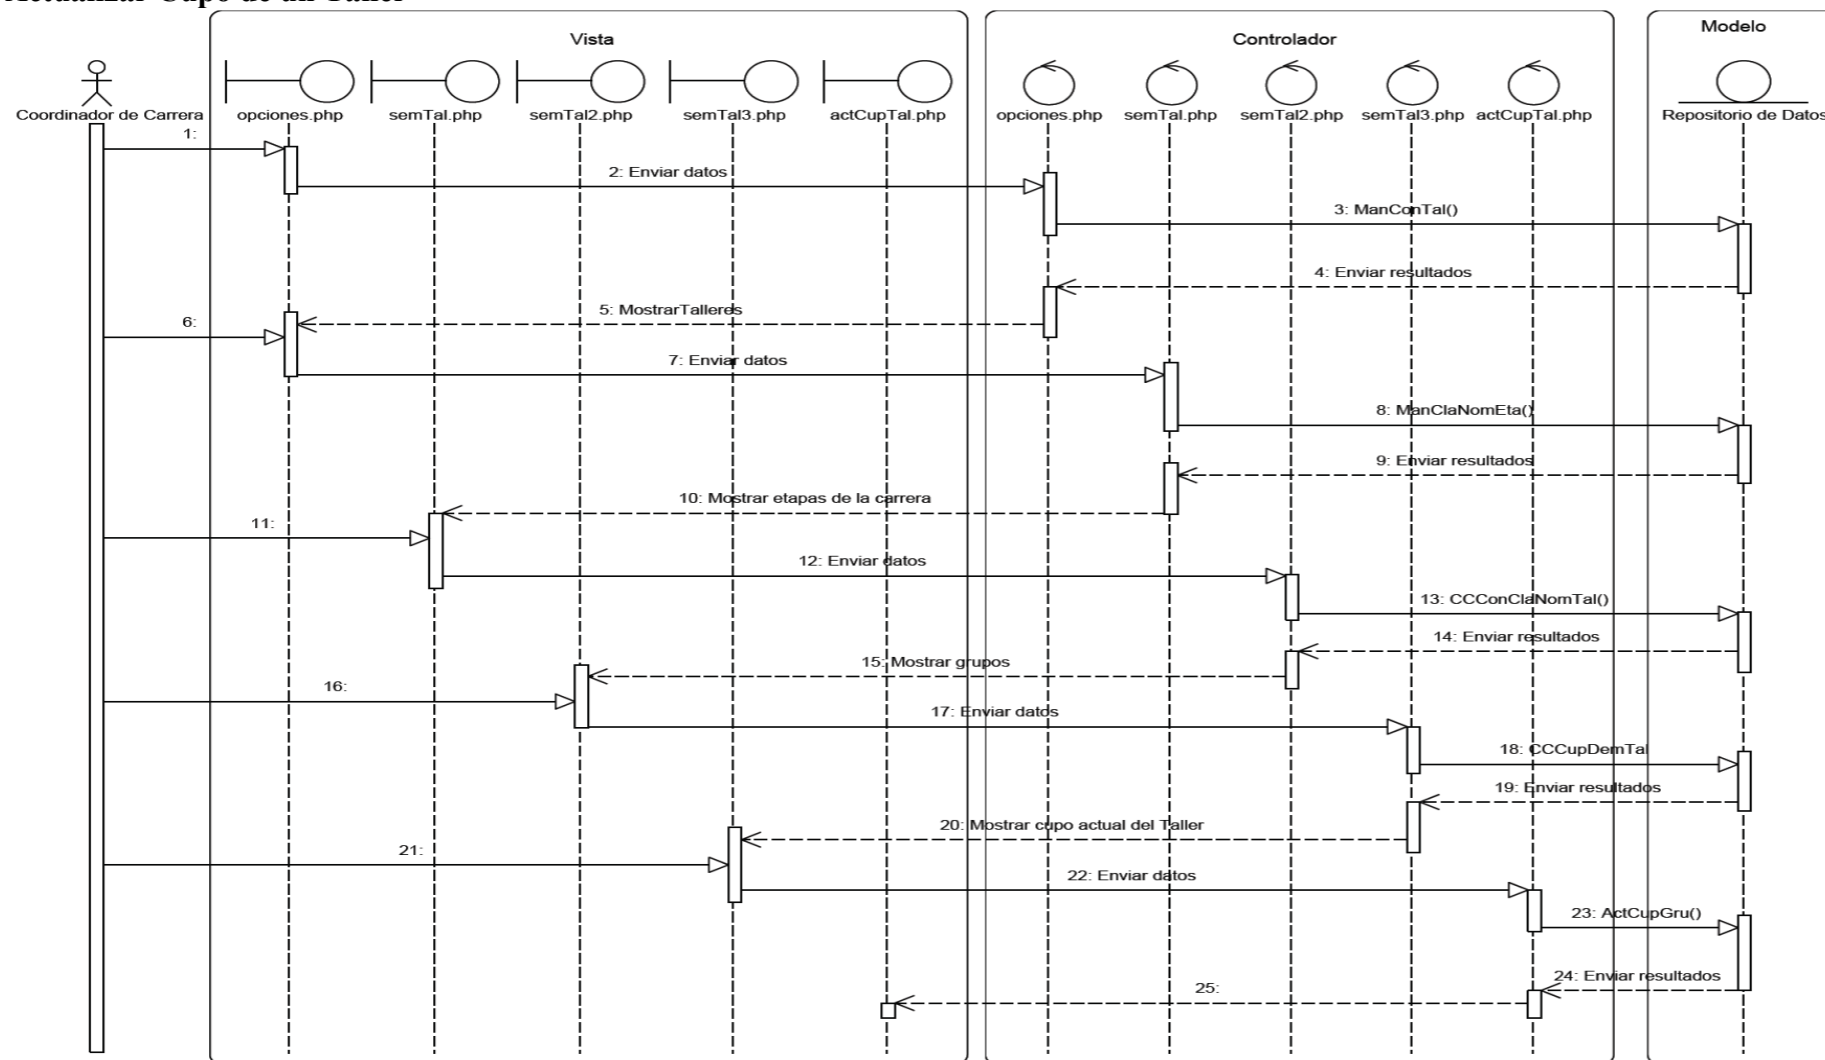 Actualizar Cupo de un Taller
Vista
Controlador
Modelo
Coordinador de Carrera
opciones.php
semTal.php
semTal2.php
semTal3.php
actCupTal.php
opciones.php
semTal.php
semTal2.php
semTal3.php
actCupTal.php
Repositorio de Datos
1:
2: Enviar datos
3: ManConTal()
4: Enviar resultados
5: MostrarTalleres
6:
7: Enviar datos
8: ManClaNomEta()
9: Enviar resultados
10: Mostrar etapas de la carrera
11:
12: Enviar datos
13: CCConClaNomTal()
14: Enviar resultados
15: Mostrar grupos
16:
17: Enviar datos
18: CCCupDemTal
19: Enviar resultados
20: Mostrar cupo actual del Taller
21:
22: Enviar datos
23: ActCupGru()
24: Enviar resultados
25: